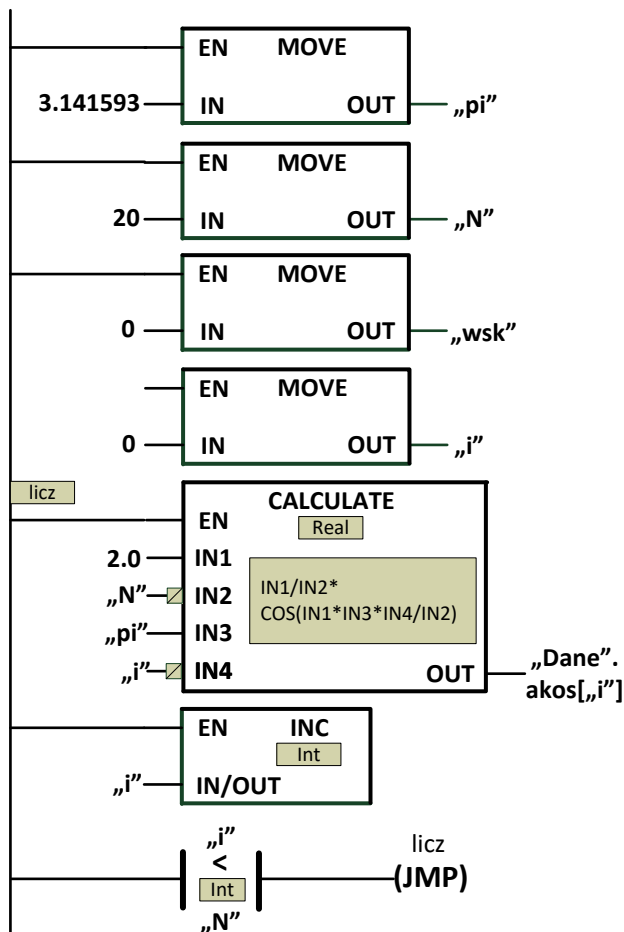 EN MOVE
3.141593 IN OUT „pi”
EN MOVE
20 IN OUT „N”
EN MOVE
0 IN OUT „wsk”
EN MOVE
0 IN OUT „i”
licz
CALCULATE
EN Real
2.0 IN1
„N” IN2 IN1/IN2*
COS(IN1*IN3*IN4/IN2)
„pi” IN3
„i” IN4 OUT „Dane”.
akos[„i”]
EN INC
Int
„i” IN/OUT
„i” licz
< (JMP)
Int
„N”